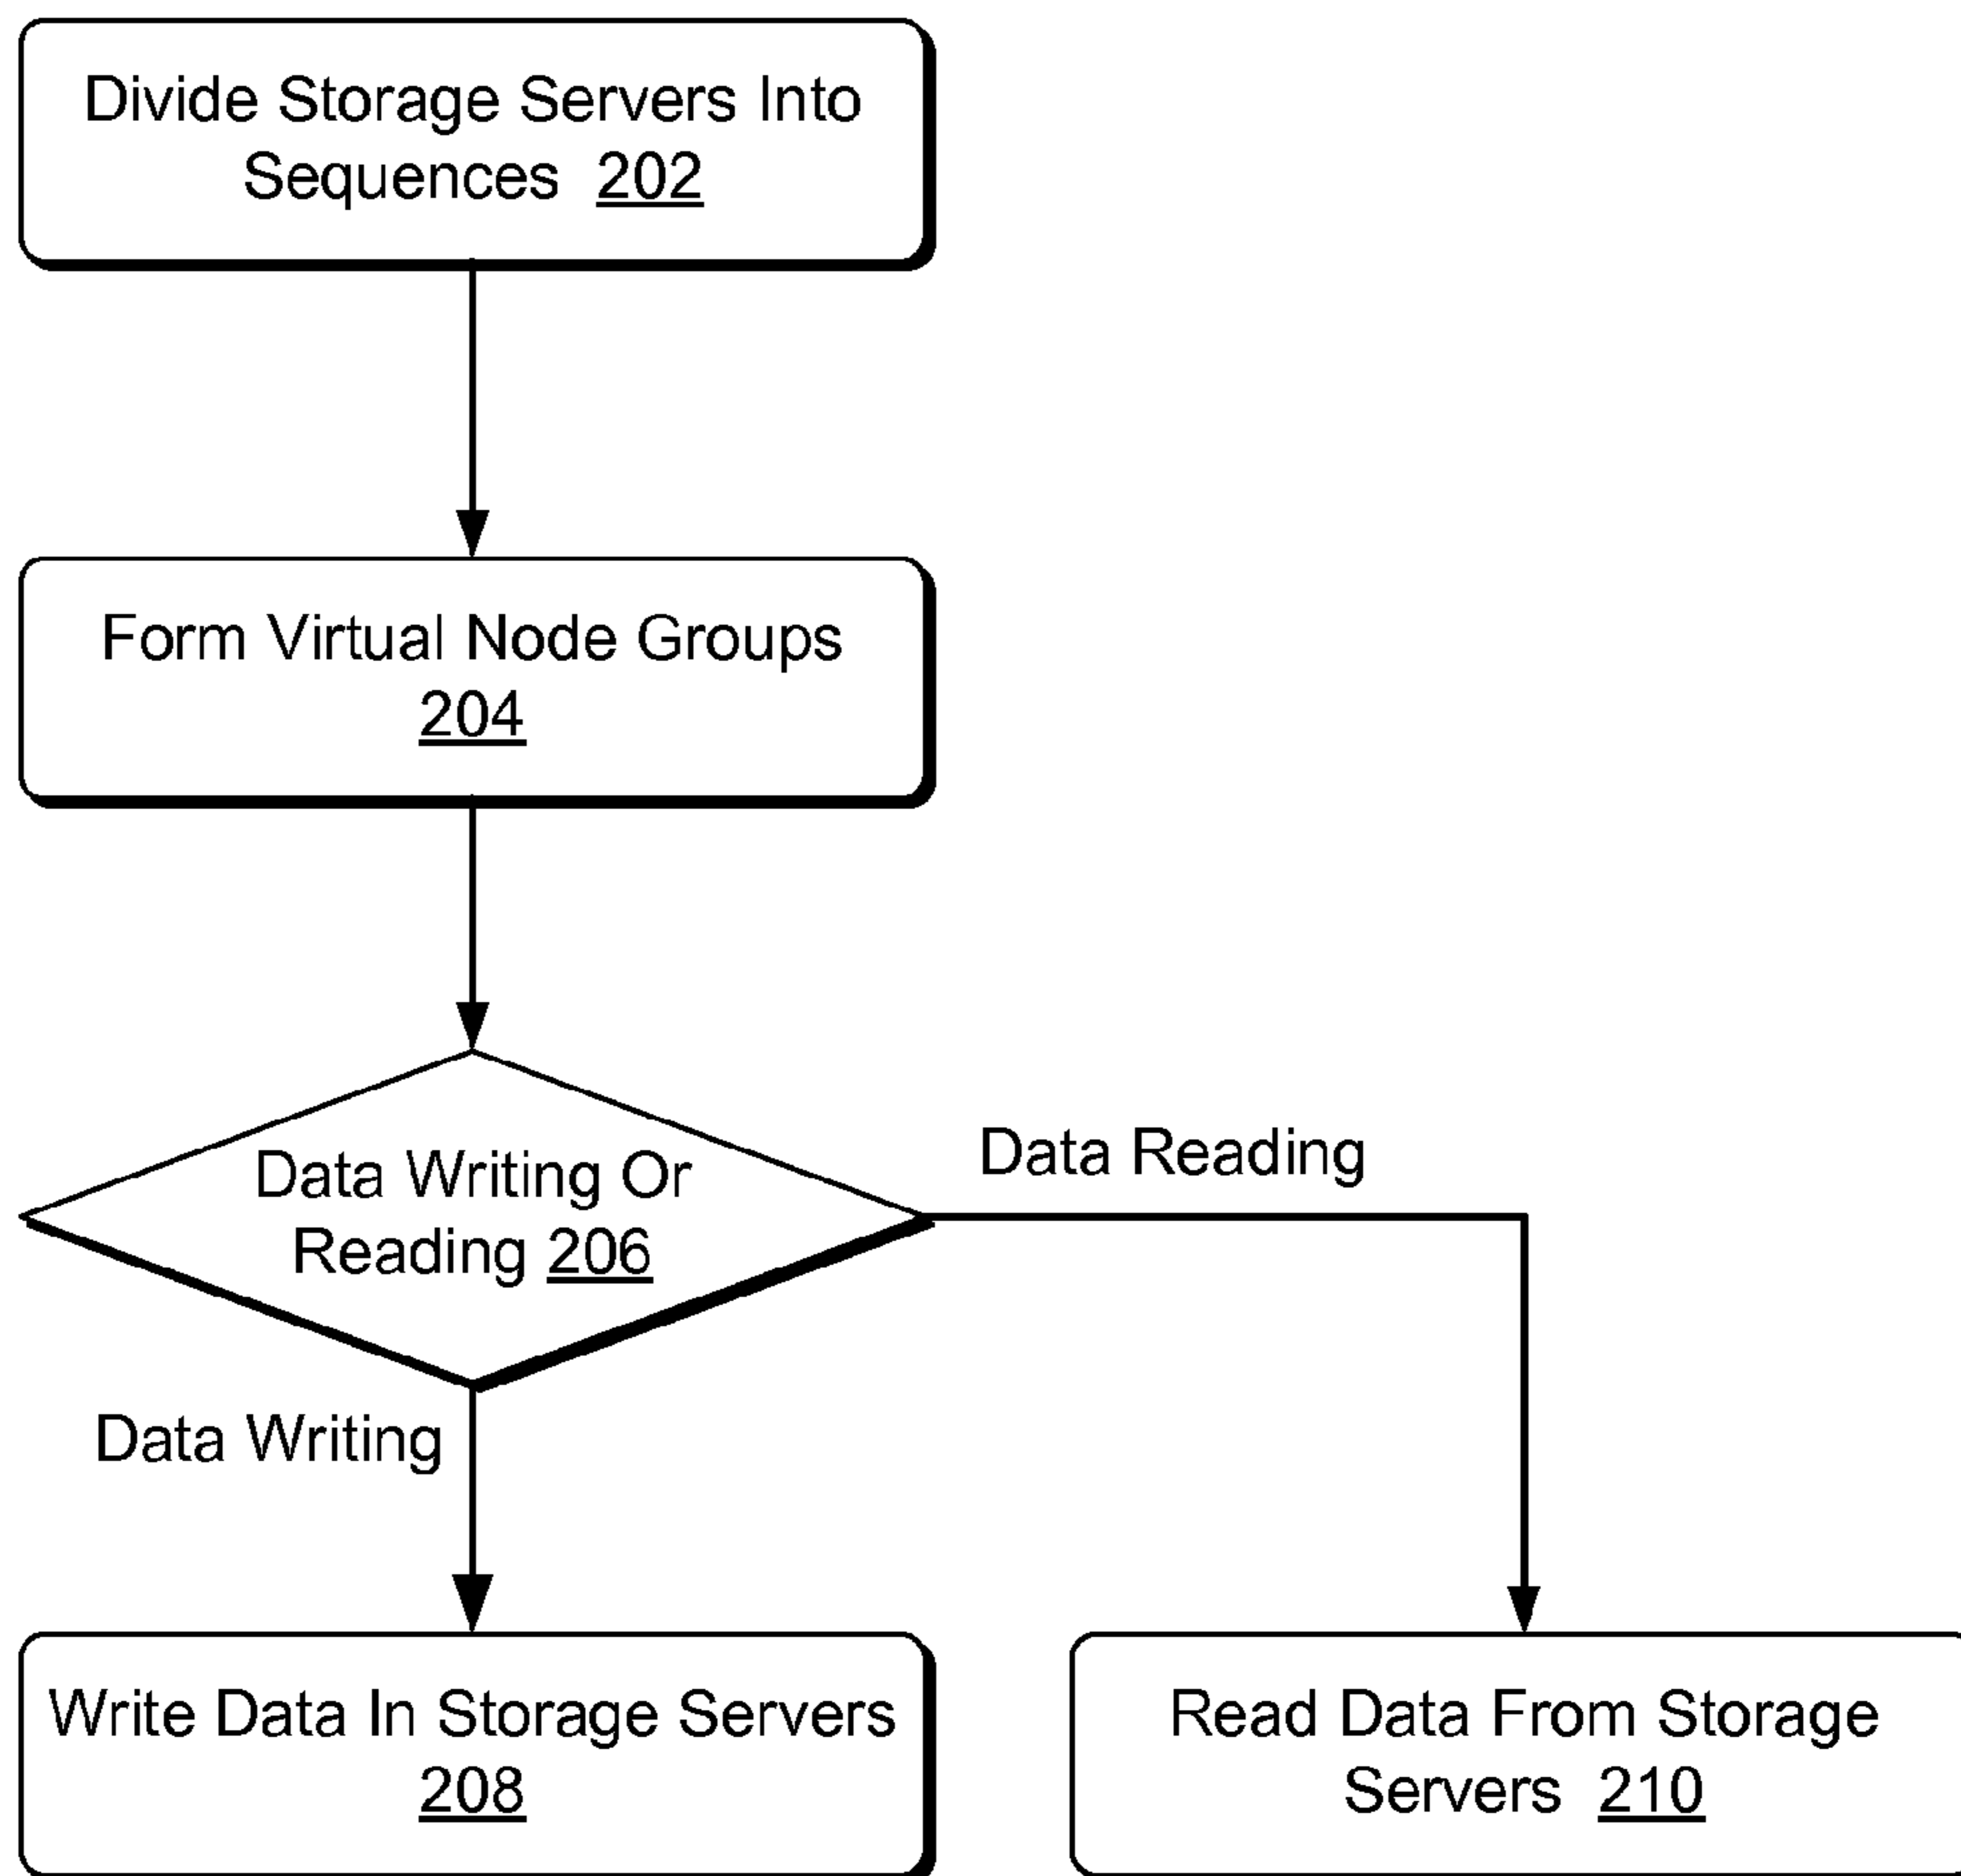 Divide Storage Servers Into
Sequences 202
Form Virtual Node Groups
204
Data Writing Or
Reading 206
Data Reading
Data Writing
Write Data In Storage Servers
208
Read Data From Storage
Servers 210